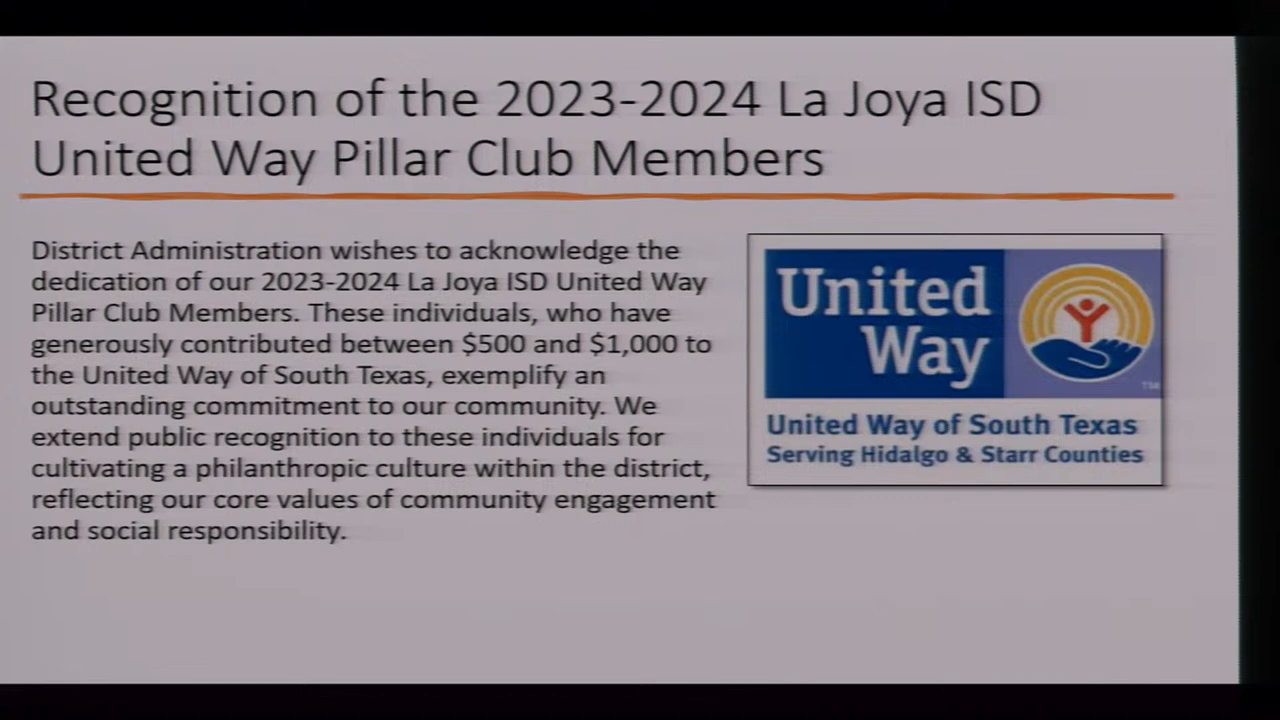 Recognition of the 2023-2024 La Joya ISD
United Way Pillar Club Members
District Administration wishes to acknowledge the
dedication of our 2023-2024 La Joya ISD United Way
Pillar Club Members. These individuals, who have
generously contributed between $500 and $1,000 to
the United Way of South Texas, exemplify an
outstanding commitment to our community. We
extend public recognition to these individuals for
cultivating a philanthropic culture within the district,
reflecting our core values of community engagement
and social responsibility.
United
Way
TM
United Way of South Texas
Serving Hidalgo & Starr Counties